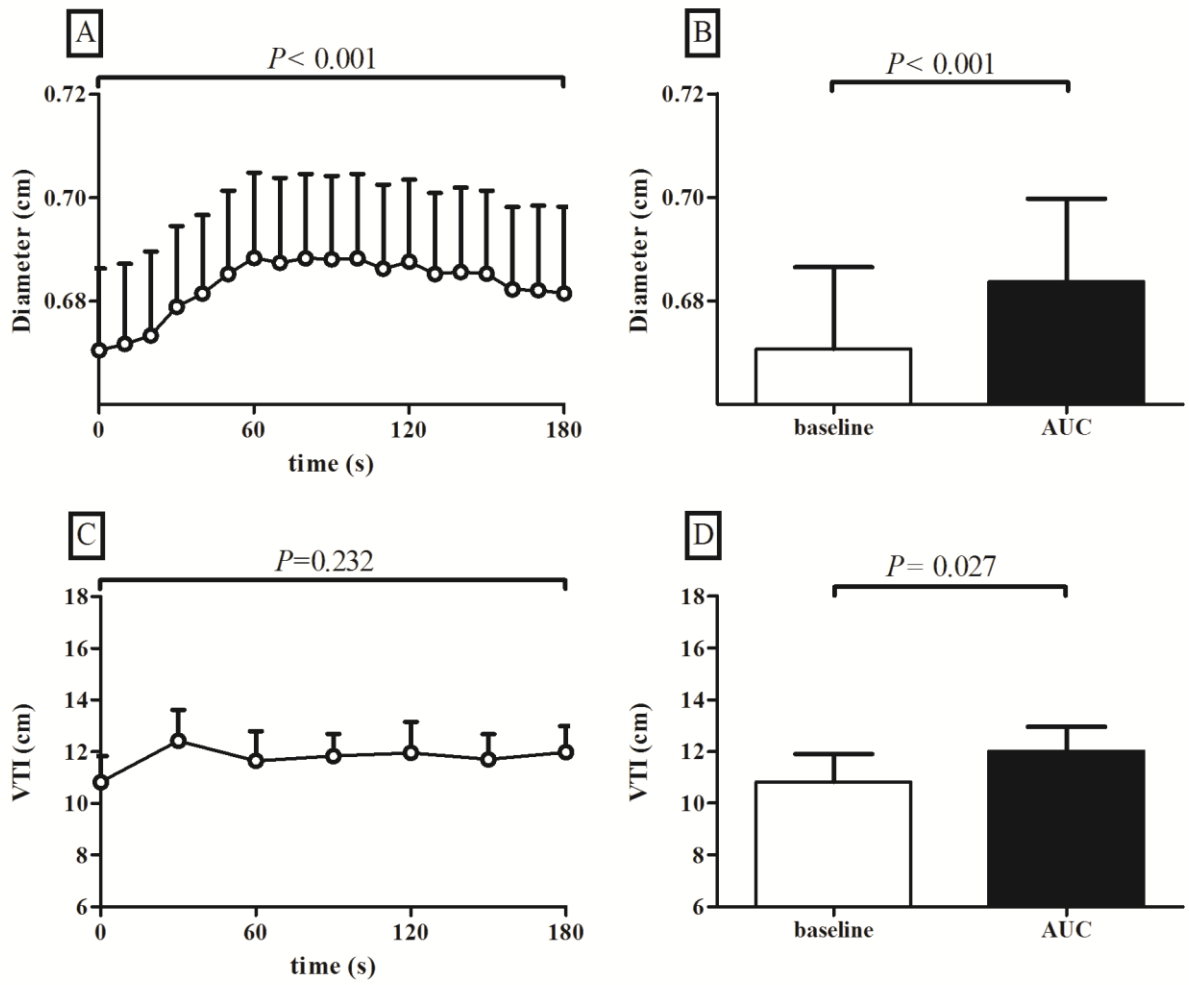 A
P< 0.001
0.72
0.70
0.68
Diameter (cm)
0
60
120
180
time (s)
B
P< 0.001
0.72
0.70
0.68
Diameter (cm)
baseline
AUC
C
P=0.232
18
16
14
12
10
8
6
VTI (cm)
0
60
120
180
time (s)
D
P= 0.027
18
16
14
12
10
8
6
VTI (cm)
baseline
AUC